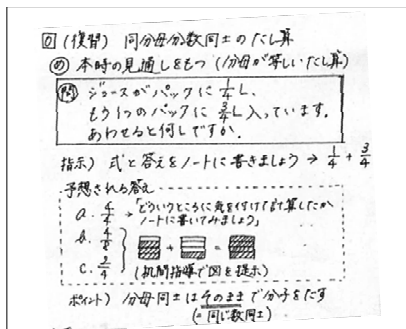 0 (復習) 同分母分数同士のたし算
め 本時の見通しをもつ (分母が等しいたし算)
問 ジュースがパックに 1/4 L、
もう1つのパックに 3/4 L 入っています。
あわせると何Lですか。
指示) 式と答えをノートに書きましょう → 1/4 + 3/4
予想される答え
a. 4/4 →「どういうところに気を付けて計算したか
ノートに書いてみましょう」
b. 4/8
c. 3/4
+ =
(机間指導で図を提示)
ポイント) 分母同士はそのままで分子をたす
(=同じ数同士)